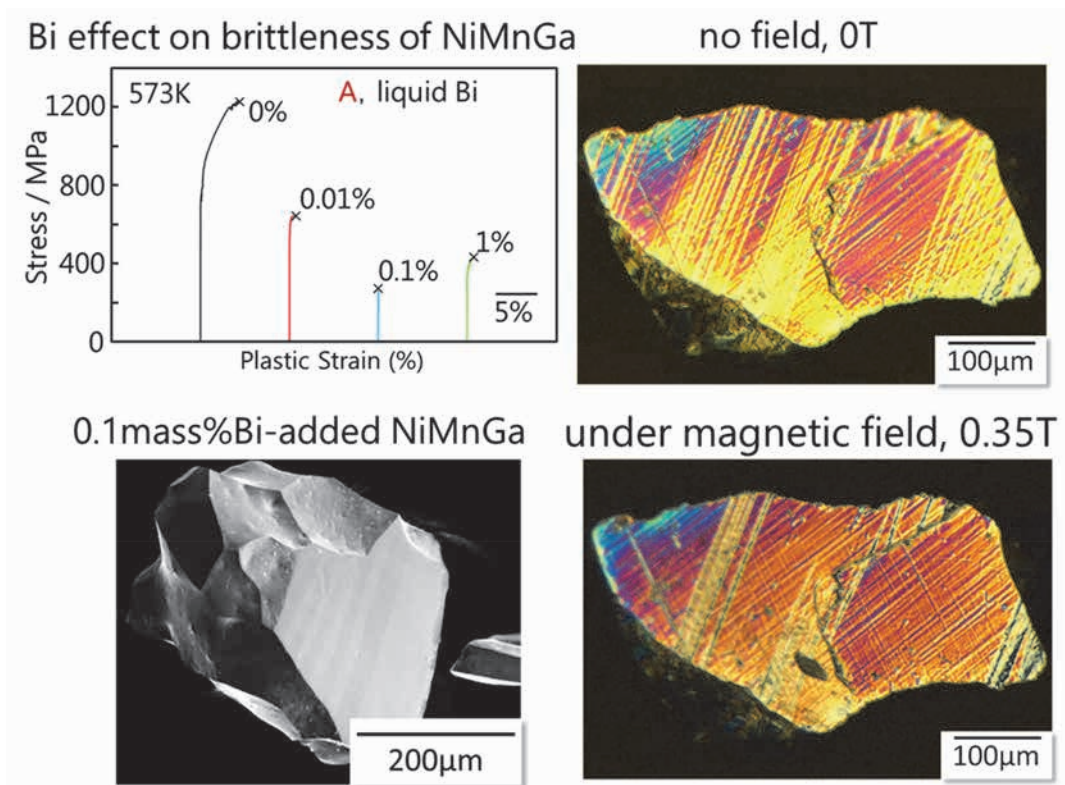 Bi effect on brittleness of NiMnGa
573K
A, liquid Bi
1200
800
400
0
0%
0.01%
0.1%
1%
5%
Stress / MPa
Plastic Strain (%)
no field, 0T
100μm
0.1mass%Bi-added NiMnGa
200μm
under magnetic field, 0.35T
100μm